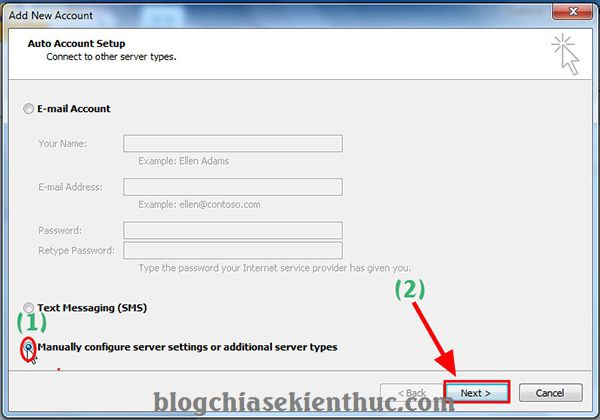 Add New Account
Auto Account Setup
Connect to other server types.
E-mail Account
Your Name:
Example: Ellen Adams
E-mail Address:
Example: ellen@contoso.com
Password:
Retype Password:
Type the password your Internet service provider has given you.
Text Messaging (SMS)
(1)
(2)
Manually configure server settings or additional server types
< Back
Next >
Cancel
blogchiasekienthuc.com